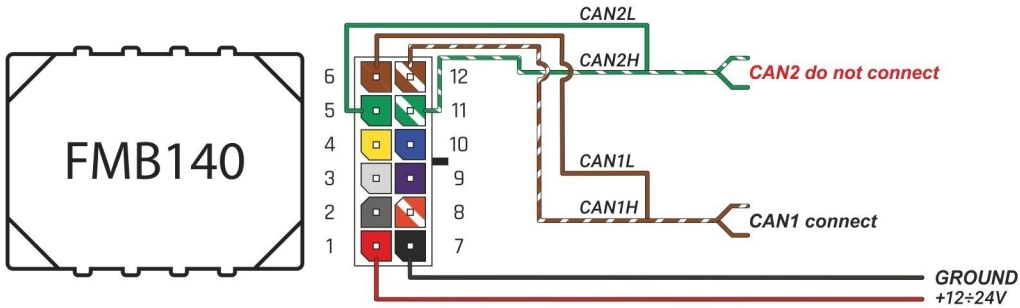 CAN2L
CAN2H
CAN2 do not connect
FMB140
6 12
5 11
4 10
3 9
2 8
1 7
CAN1L
CAN1H
CAN1 connect
GROUND
+12÷24V